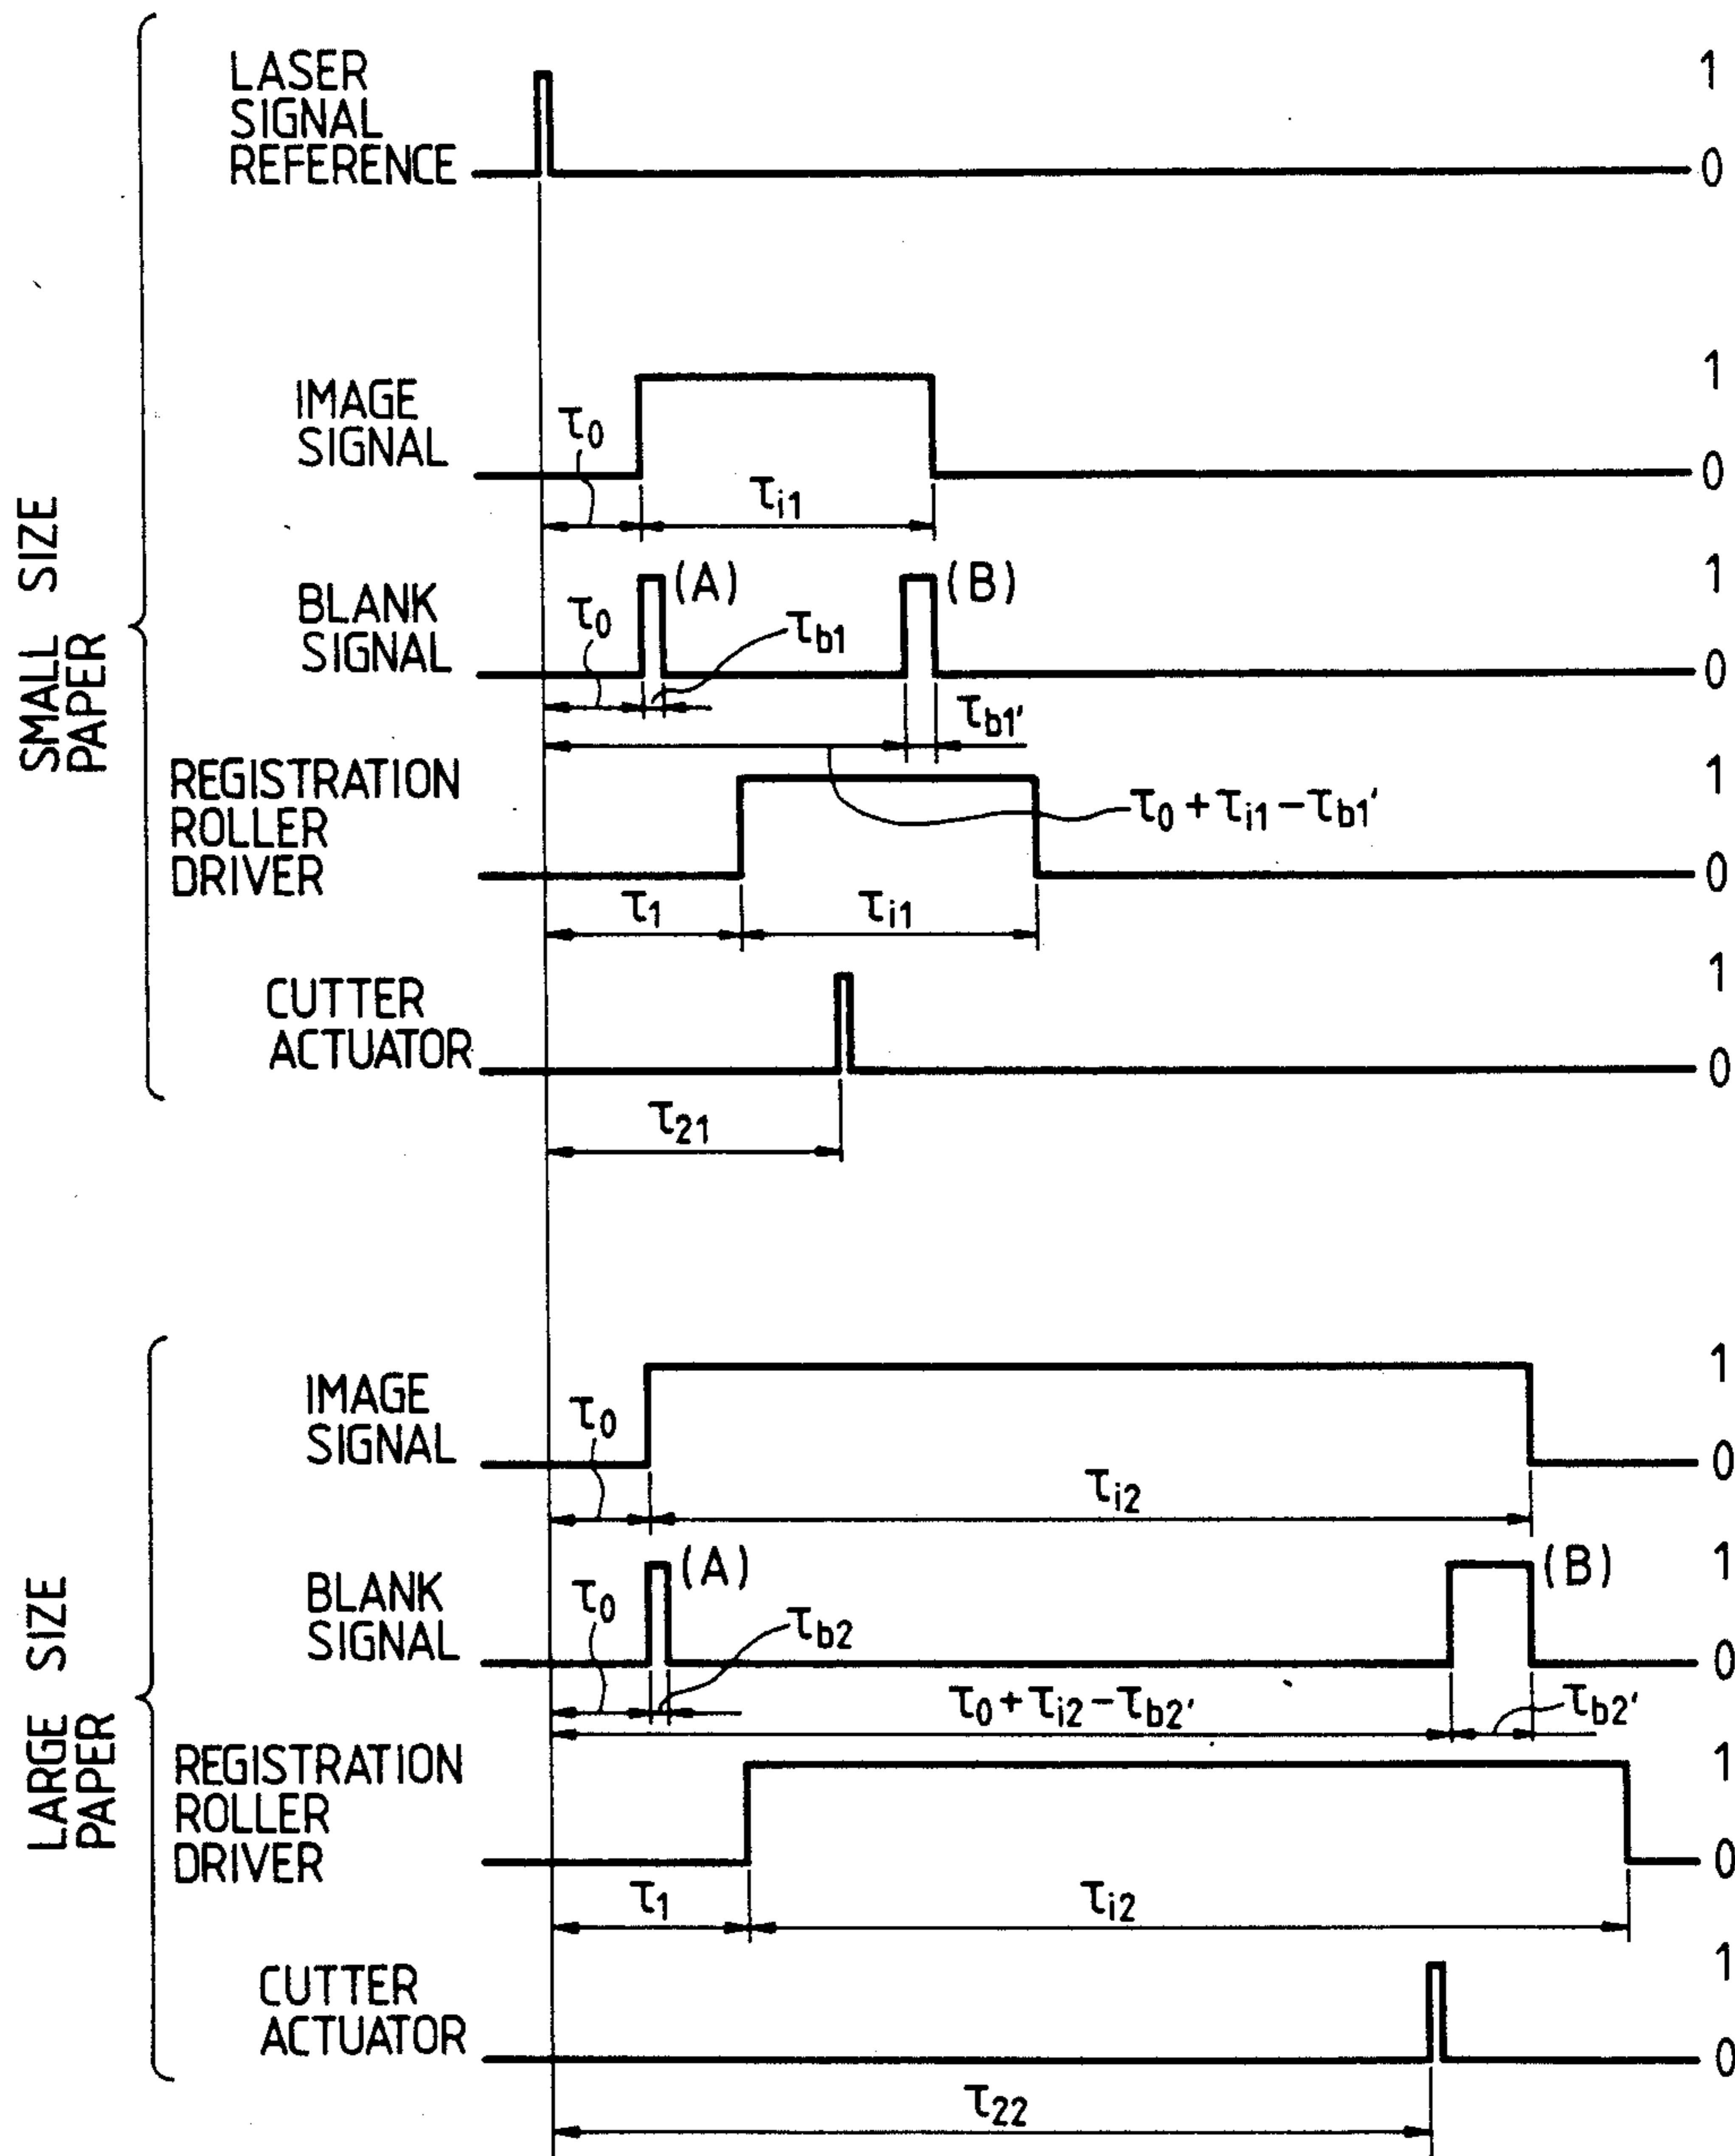 SMALL SIZE
PAPER
LASER
SIGNAL
REFERENCE
1
0
IMAGE
SIGNAL
τ0
τi1
1
0
BLANK
SIGNAL
τ0
(A)
τb1
(B)
τb1'
1
0
REGISTRATION
ROLLER
DRIVER
τ0 + τi1 − τb1'
τ1
τi1
1
0
CUTTER
ACTUATOR
τ21
1
0
LARGE SIZE
PAPER
IMAGE
SIGNAL
τ0
τi2
1
0
BLANK
SIGNAL
τ0
(A)
τb2
(B)
τ0 + τi2 − τb2'
τb2'
1
0
REGISTRATION
ROLLER
DRIVER
τ1
τi2
1
0
CUTTER
ACTUATOR
τ22
1
0